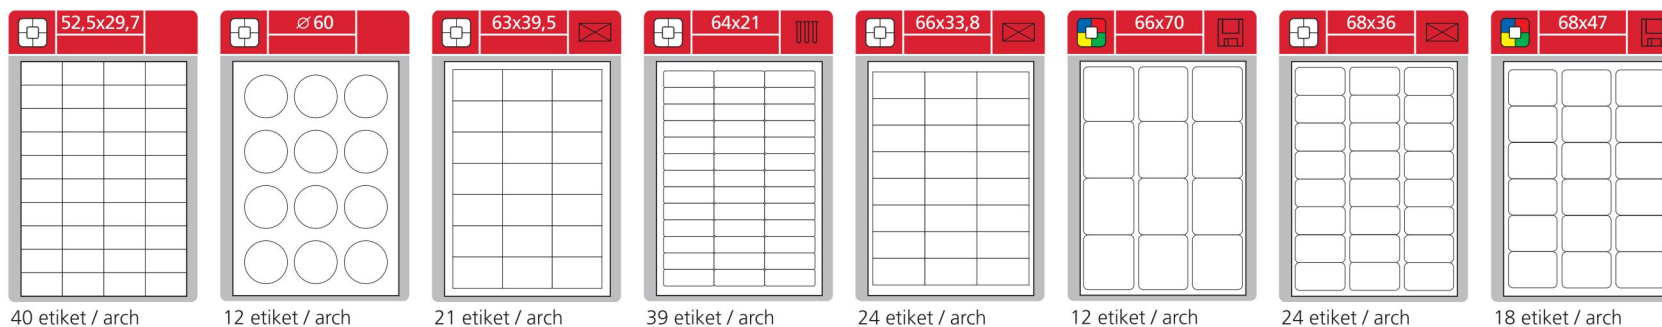 52,5x29,7
Ø 60
63x39,5
64x21
66x33,8
66x70
68x36
68x47
40 etiket / arch
12 etiket / arch
21 etiket / arch
39 etiket / arch
24 etiket / arch
12 etiket / arch
24 etiket / arch
18 etiket / arch